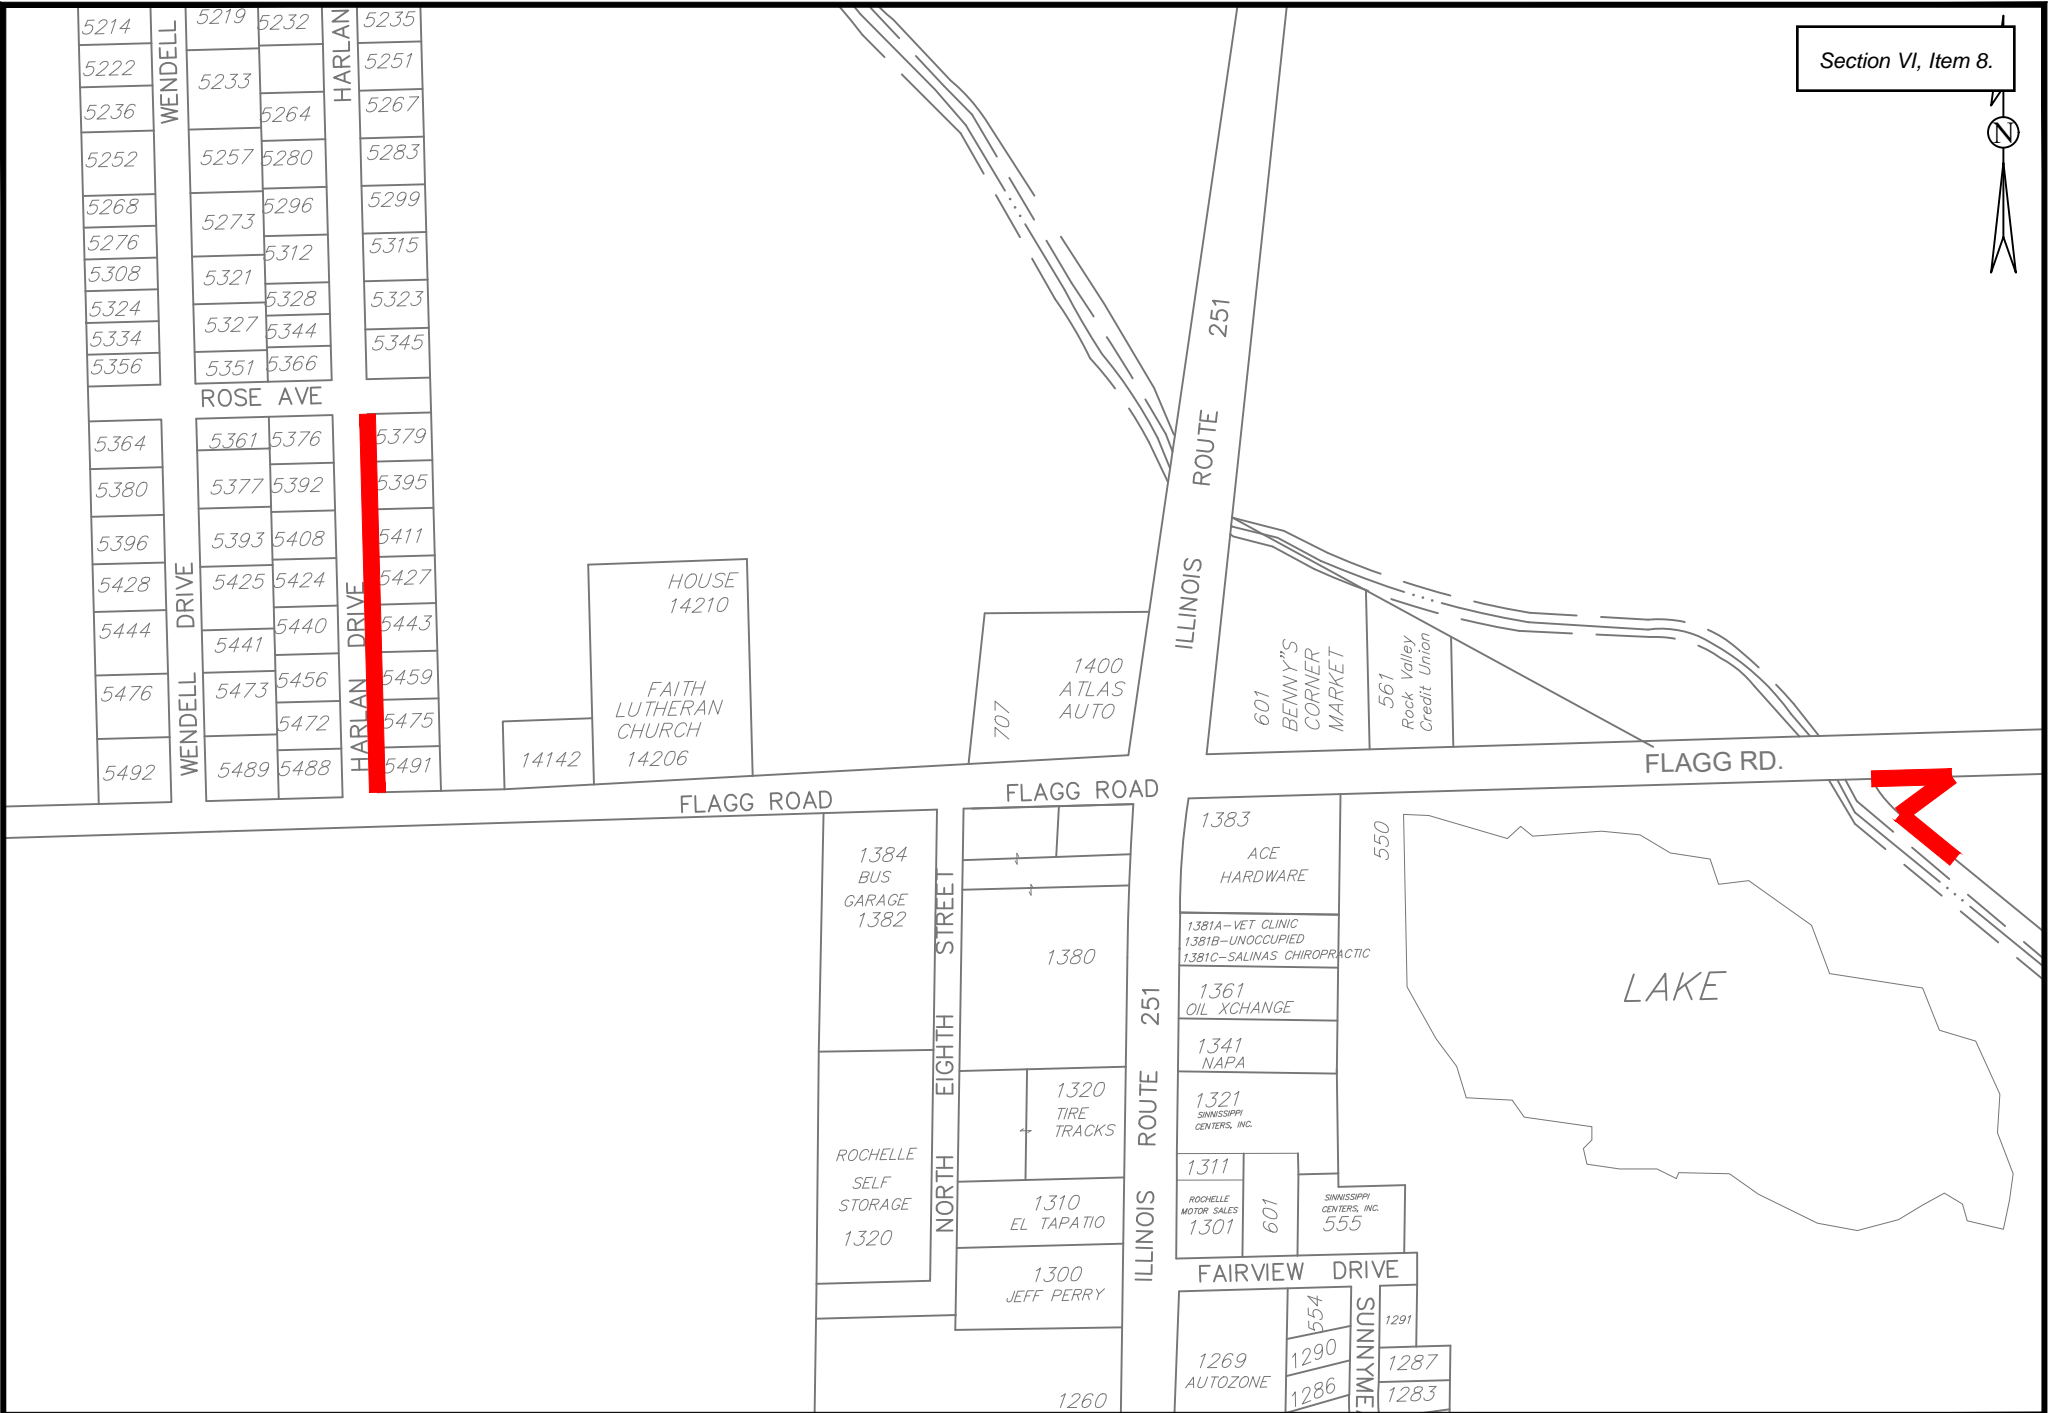 Section VI, Item 8.
N
5214
5222
5236
5252
5268
5276
5308
5324
5334
5356
WENDELL
5219
5233
5257
5273
5321
5327
5351
5232
5264
5280
5296
5312
5328
5344
5366
HARLAN
5235
5251
5267
5283
5299
5315
5323
5345
ROSE AVE
5364
5380
5396
5428
5444
5476
5492
WENDELL DRIVE
5361
5377
5393
5425
5441
5473
5489
5376
5392
5408
5424
5440
5456
5472
5488
HARLAN DRIVE
5379
5395
5411
5427
5443
5459
5475
5491
14142
HOUSE
14210
FAITH
LUTHERAN
CHURCH
14206
707
1400
ATLAS
AUTO
ILLINOIS ROUTE 251
601
BENNY"S
CORNER
MARKET
561
Rock Valley
Credit Union
FLAGG ROAD
FLAGG ROAD
FLAGG RD.
1384
BUS
GARAGE
1382
ROCHELLE
SELF
STORAGE
1320
NORTH EIGHTH STREET
1380
1320
TIRE
TRACKS
1310
EL TAPATIO
1300
JEFF PERRY
1260
ILLINOIS ROUTE 251
1383
ACE
HARDWARE
550
1381A-VET CLINIC
1381B-UNOCCUPIED
1381C-SALINAS CHIROPRACTIC
1361
OIL XCHANGE
1341
NAPA
1321
SINNISSIPPI
CENTERS, INC.
1311
ROCHELLE
MOTOR SALES
1301
601
SINNISSIPPI
CENTERS, INC.
555
LAKE
FAIRVIEW DRIVE
1269
AUTOZONE
554
1290
1286
SUNNYME
1291
1287
1283